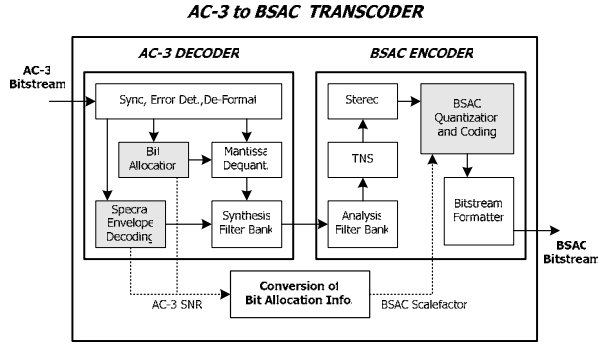 AC-3 to BSAC TRANSCODER
AC-3 DECODER
BSAC ENCODER
AC-3
Bitstream
Sync, Error Det.,De-Format
Bit
Allocation
Mantissa
Dequant.
Spectral
Envelope
Decoding
Synthesis
Filter Bank
Stereo
TNS
Analysis
Filter Bank
BSAC
Quantization
and Coding
Bitstream
Formatter
BSAC
Bitstream
AC-3 SNR
Conversion of
Bit Allocation Info.
BSAC Scalefactor